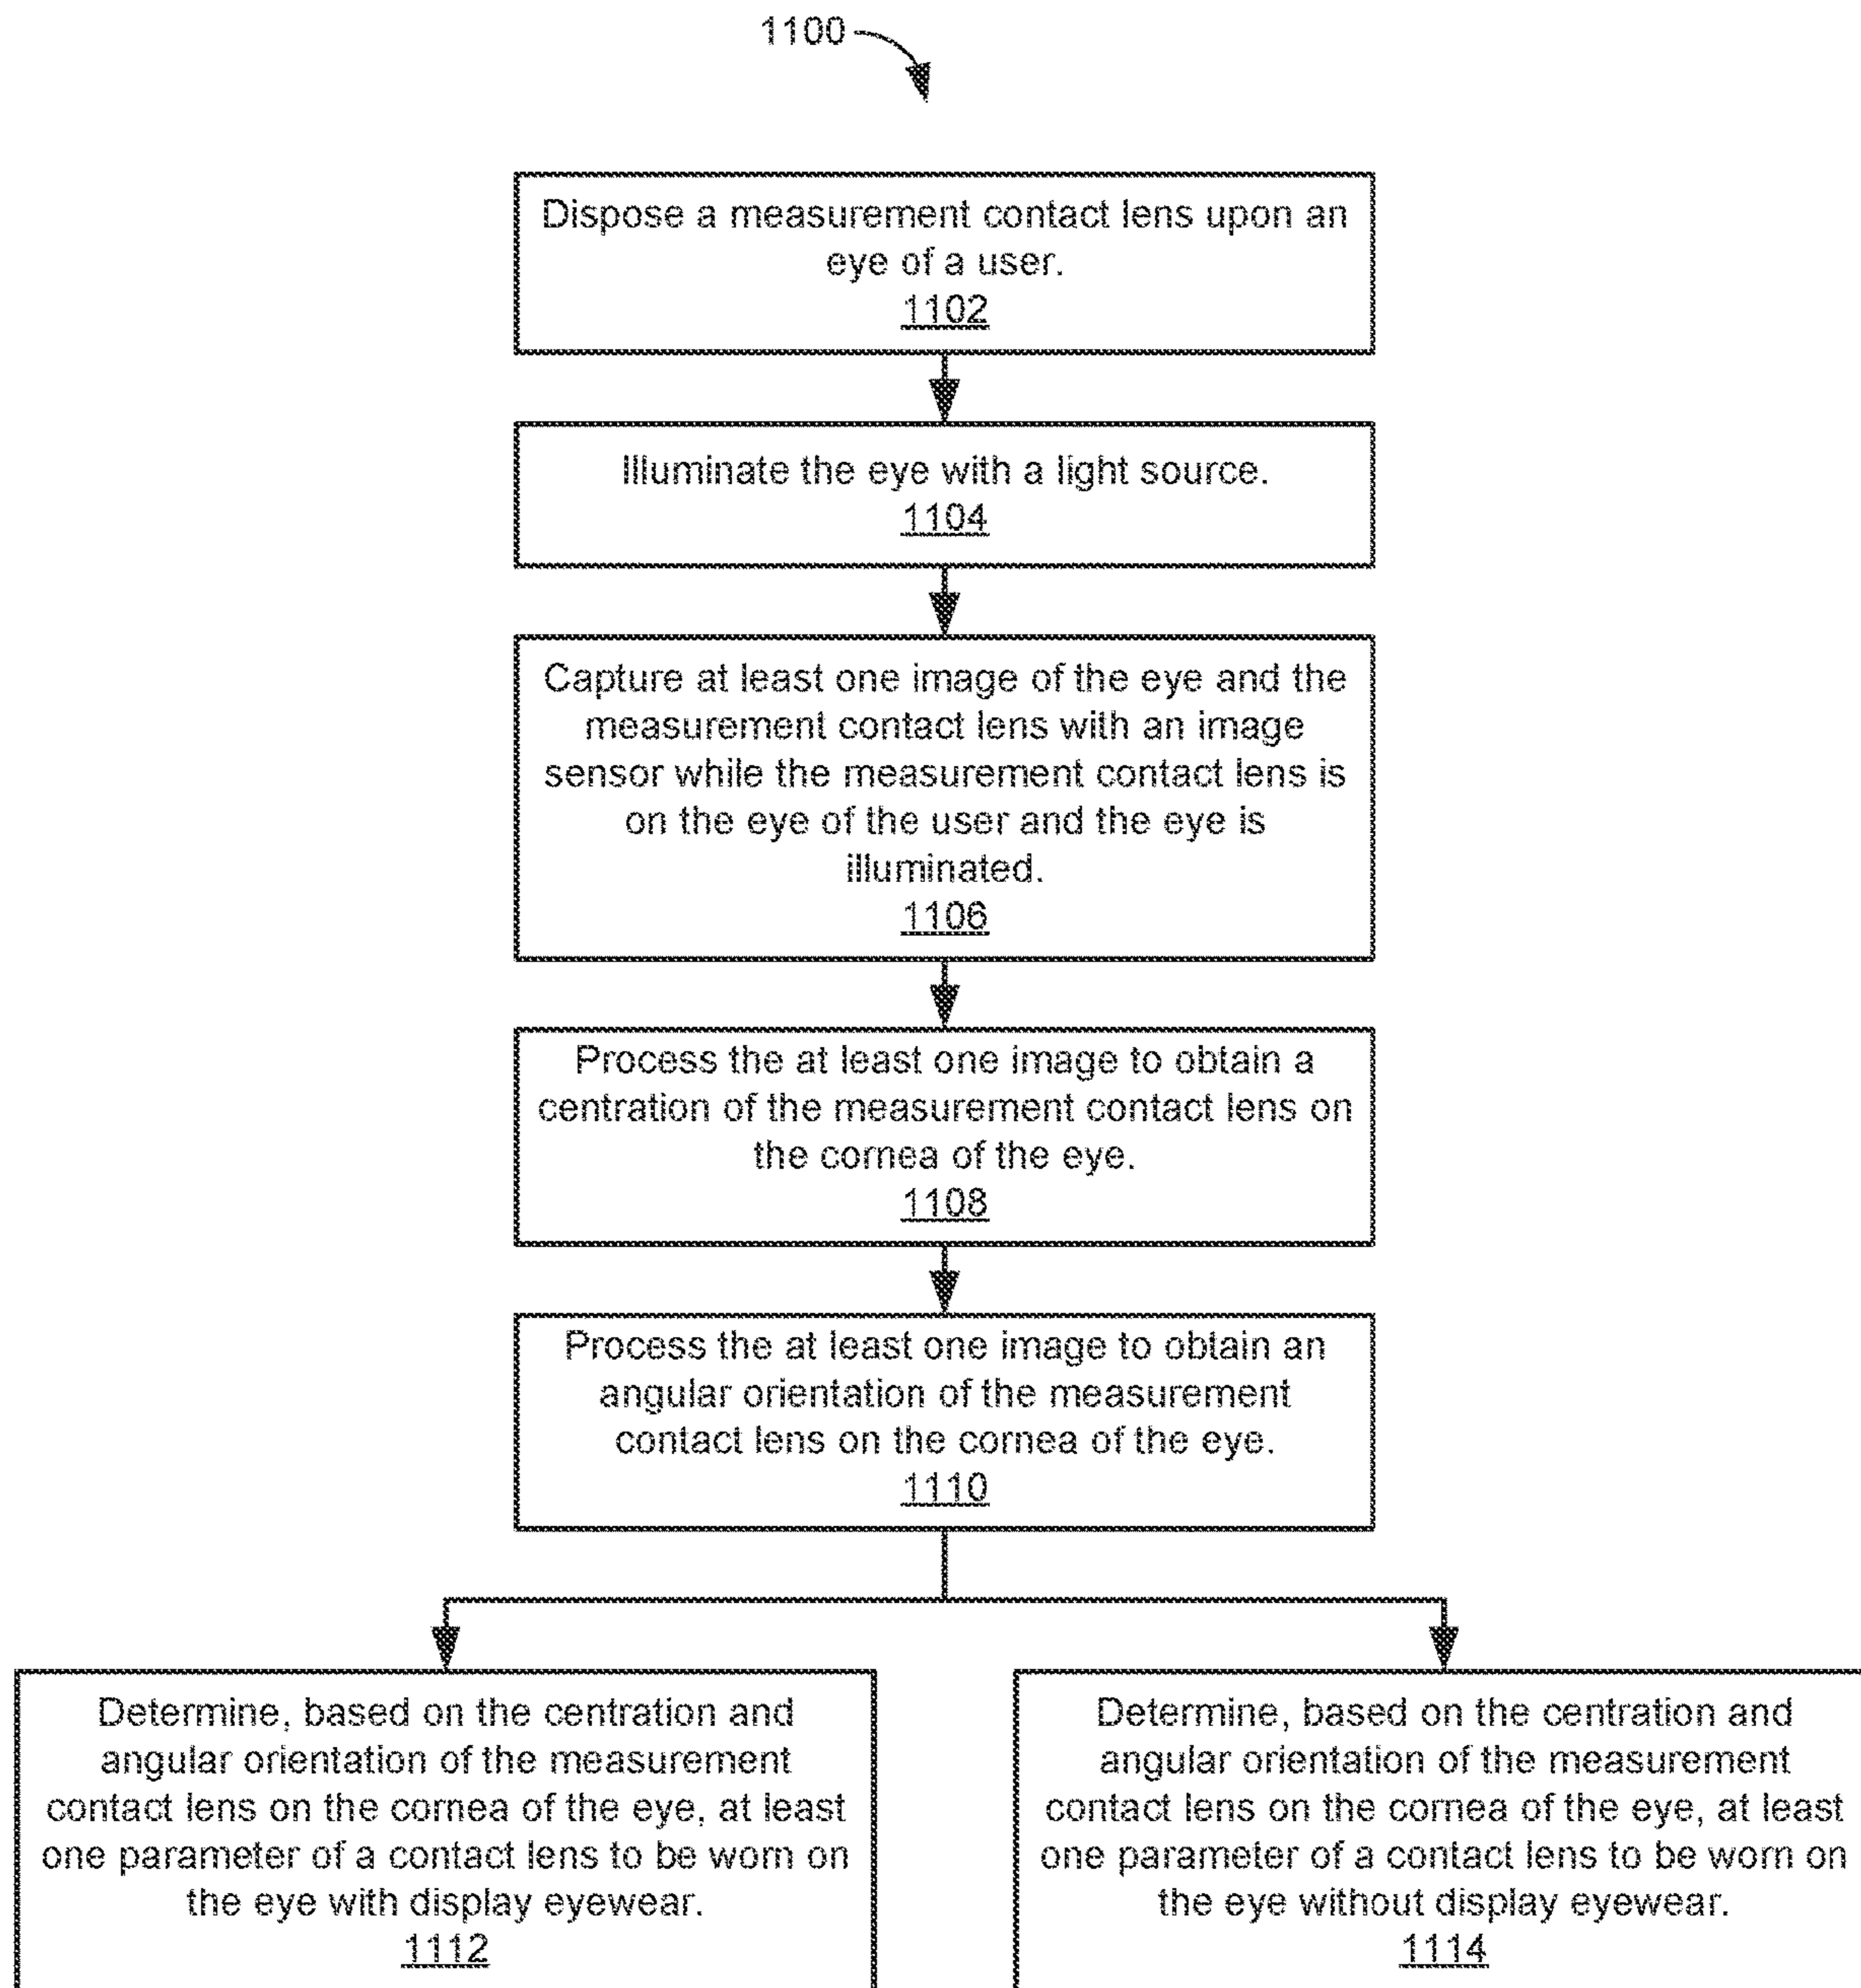 1100
Dispose a measurement contact lens upon an
eye of a user.
1102
Illuminate the eye with a light source.
1104
Capture at least one image of the eye and the
measurement contact lens with an image
sensor while the measurement contact lens is
on the eye of the user and the eye is
illuminated.
1106
Process the at least one image to obtain a
centration of the measurement contact lens on
the cornea of the eye.
1108
Process the at least one image to obtain an
angular orientation of the measurement
contact lens on the cornea of the eye.
1110
Determine, based on the centration and
angular orientation of the measurement
contact lens on the cornea of the eye, at least
one parameter of a contact lens to be worn on
the eye with display eyewear.
1112
Determine, based on the centration and
angular orientation of the measurement
contact lens on the cornea of the eye, at least
one parameter of a contact lens to be worn on
the eye without display eyewear.
1114